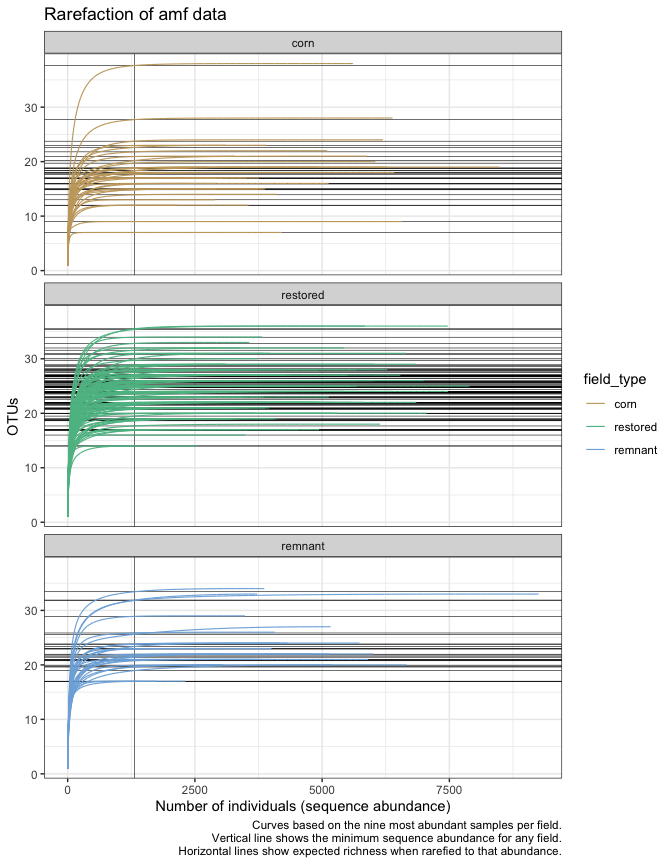 Rarefaction of amf data
corn
30
20
10
0
restored
30
20
10
0
OTUs
remnant
30
20
10
0
0 2500 5000 7500
Number of individuals (sequence abundance)
field_type
corn
restored
remnant
Curves based on the nine most abundant samples per field.
Vertical line shows the minimum sequence abundance for any field.
Horizontal lines show expected richness when rarefied to that abundance.